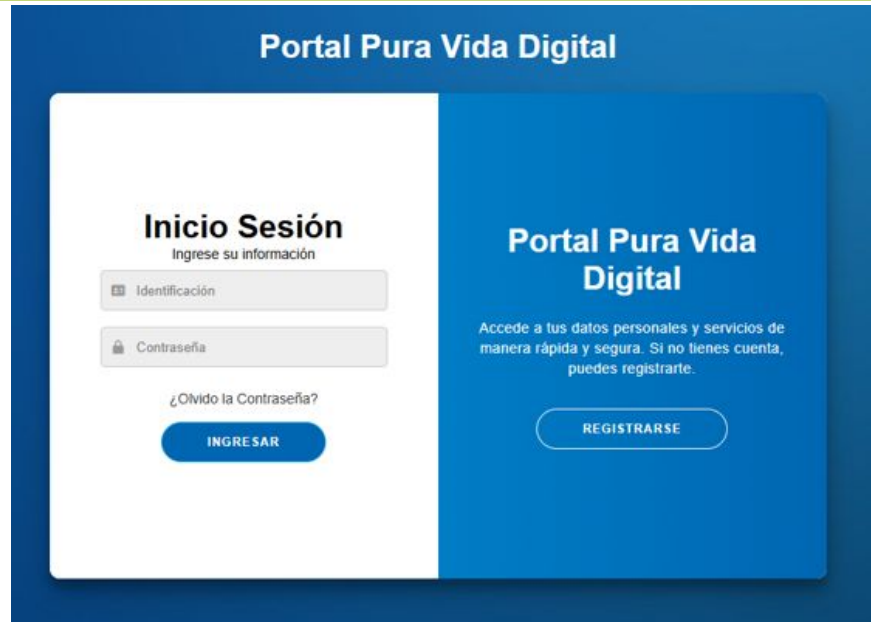 Portal Pura Vida Digital
Inicio Sesión
Ingrese su información
Identificación
Contraseña
¿Olvido la Contraseña?
INGRESAR
Portal Pura Vida
Digital
Accede a tus datos personales y servicios de
manera rápida y segura. Si no tienes cuenta,
puedes registrarte.
REGISTRARSE